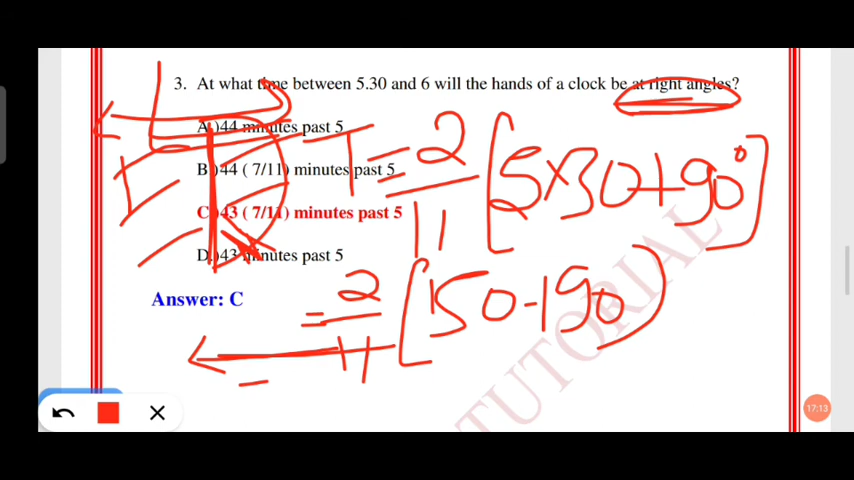 3. At what time between 5.30 and 6 will the hands of a clock be at right angles?
A.)44 minutes past 5
B.)44 ( 7/11) minutes past 5
C.)43 ( 7/11) minutes past 5
D.)43 minutes past 5
Answer: C
T = 2/11 [5×30+90°]
= 2/11 [150-190)
=
TUTORIAL
17:13